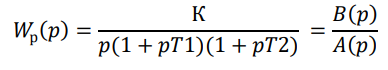 Wр(p) = К / p(1 + pT1)(1 + pT2) = B(p) / A(p)